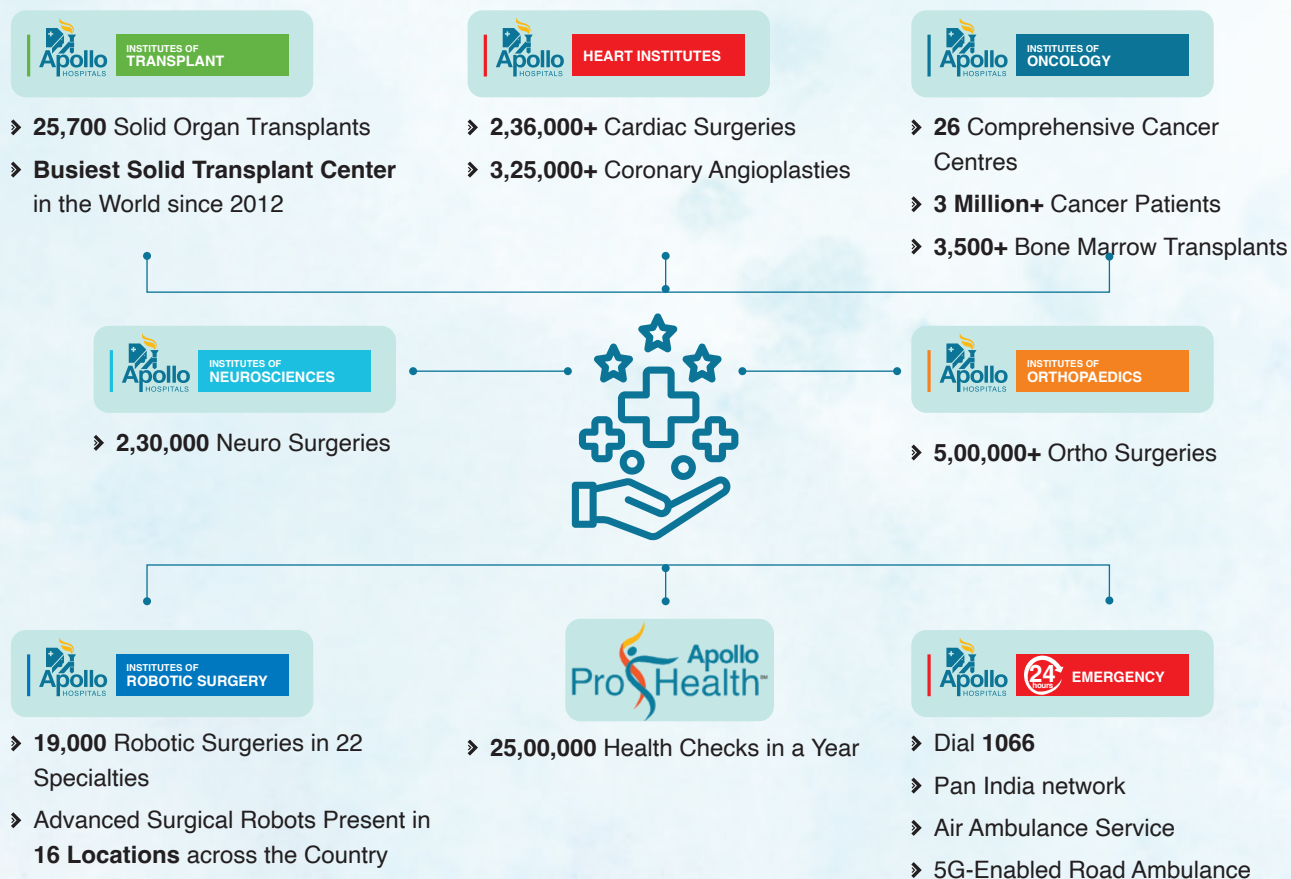 Apollo
HOSPITALS
INSTITUTES OF
TRANSPLANT
25,700 Solid Organ Transplants
Busiest Solid Transplant Center
in the World since 2012
Apollo
HOSPITALS
HEART INSTITUTES
2,36,000+ Cardiac Surgeries
3,25,000+ Coronary Angioplasties
Apollo
HOSPITALS
INSTITUTES OF
ONCOLOGY
26 Comprehensive Cancer
Centres
3 Million+ Cancer Patients
3,500+ Bone Marrow Transplants
Apollo
HOSPITALS
INSTITUTES OF
NEUROSCIENCES
2,30,000 Neuro Surgeries
Apollo
HOSPITALS
INSTITUTES OF
ORTHOPAEDICS
5,00,000+ Ortho Surgeries
Apollo
HOSPITALS
INSTITUTES OF
ROBOTIC SURGERY
19,000 Robotic Surgeries in 22
Specialties
Advanced Surgical Robots Present in
16 Locations across the Country
Apollo
ProHealth℠
25,00,000 Health Checks in a Year
Apollo
HOSPITALS
24
hours
EMERGENCY
Dial 1066
Pan India network
Air Ambulance Service
5G-Enabled Road Ambulance